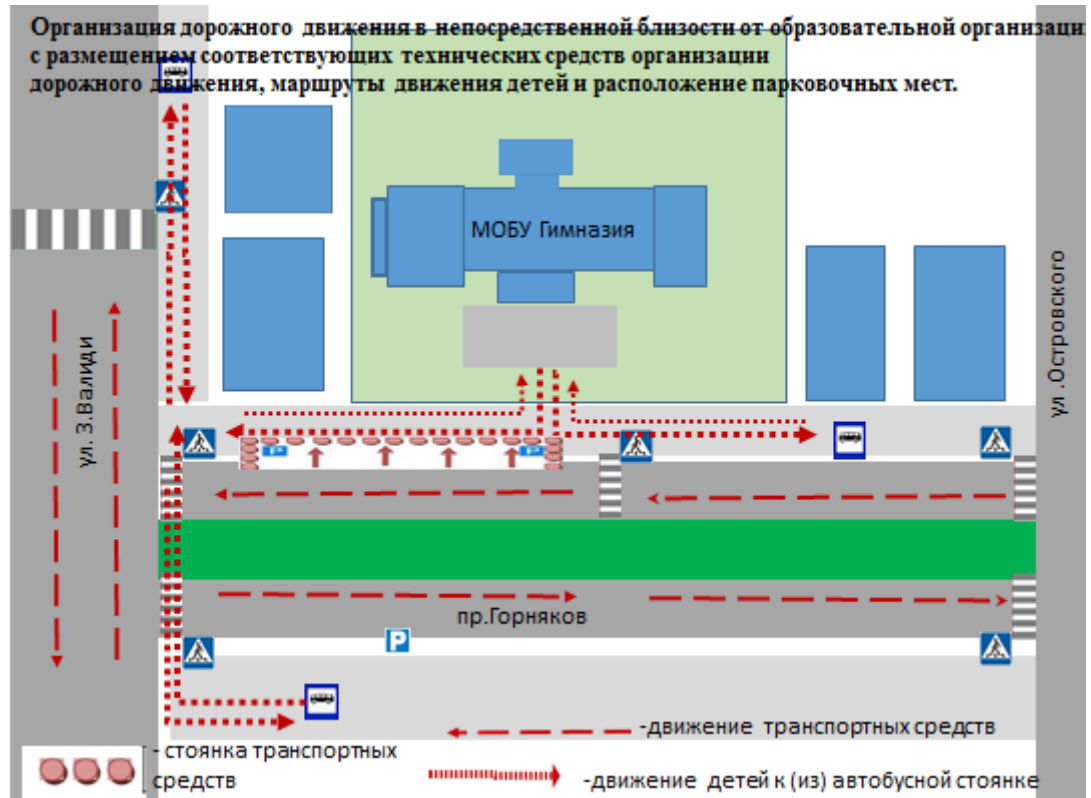 Организация дорожного движения в непосредственной близости от образовательной организаци
с размещением соответствующих технических средств организации
дорожного движения, маршруты движения детей и расположение парковочных мест.
МОБУ Гимназия
ул. З.Валиди
ул .Островского
P
P
пр.Горняков
P
-движение транспортных средств
- стоянка транспортных
средств
-движение детей к (из) автобусной стоянке